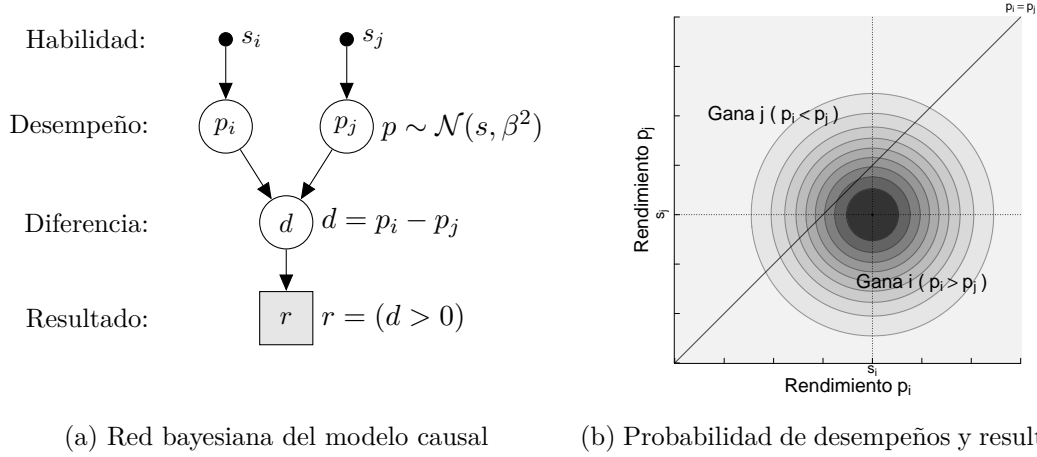 Habilidad: s_i s_j
Desempeño: p_i p_j p ∼ N(s, β²)
Diferencia: d d = p_i − p_j
Resultado: r r = (d > 0)
(a) Red bayesiana del modelo causal
p_i = p_j
Gana j ( p_i < p_j )
Gana i ( p_i > p_j )
Rendimiento p_j
s_j
s_i
Rendimiento p_i
(b) Probabilidad de desempeños y result